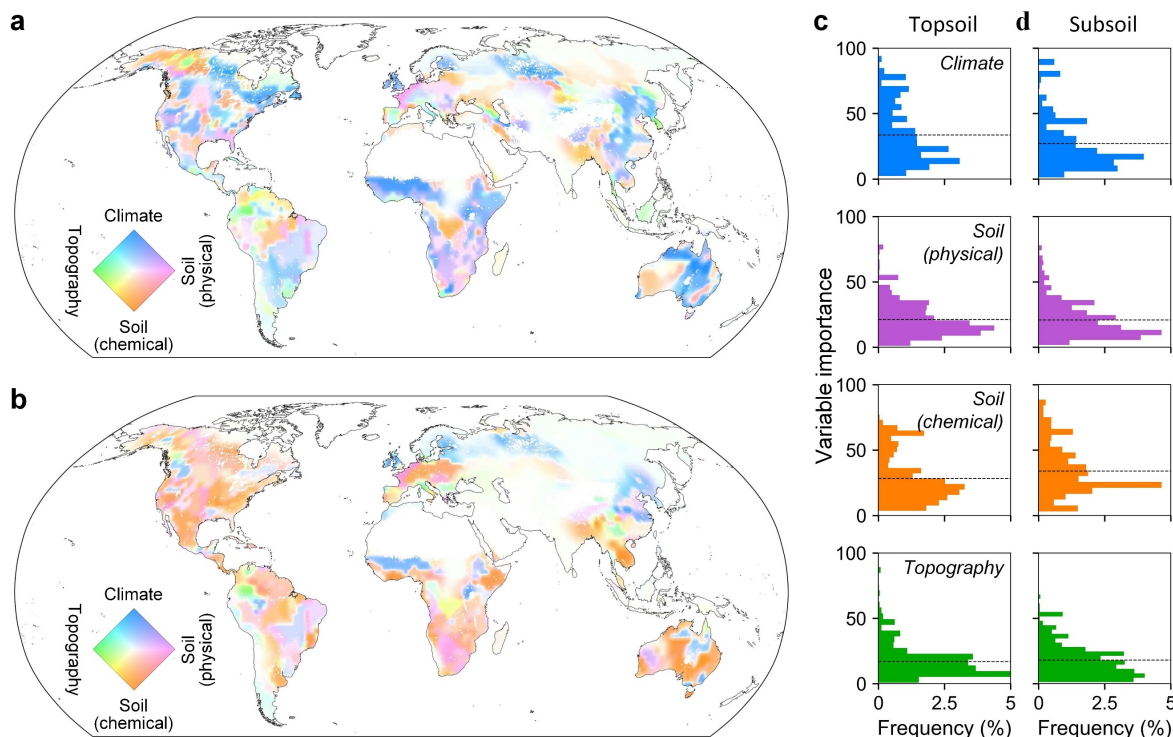 a
Climate
Topography
Soil
(physical)
Soil
(chemical)
b
Climate
Topography
Soil
(physical)
Soil
(chemical)
c Topsoil d Subsoil
Variable importance
100
Climate
50
0
100
Soil
(physical)
50
0
100
Soil
(chemical)
50
0
100
Topography
50
0
0 2.5 5 0 2.5 5
Frequency (%) Frequency (%)